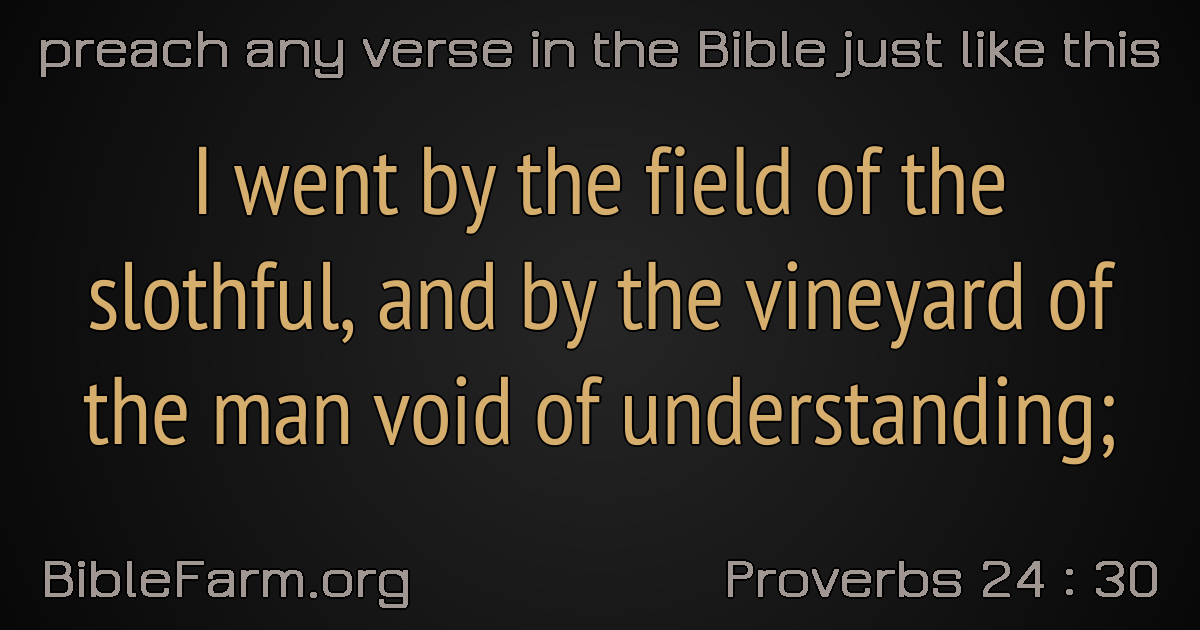 preach any verse in the Bible just like this
I went by the field of the
slothful, and by the vineyard of
the man void of understanding;
BibleFarm.org
Proverbs 24 : 30